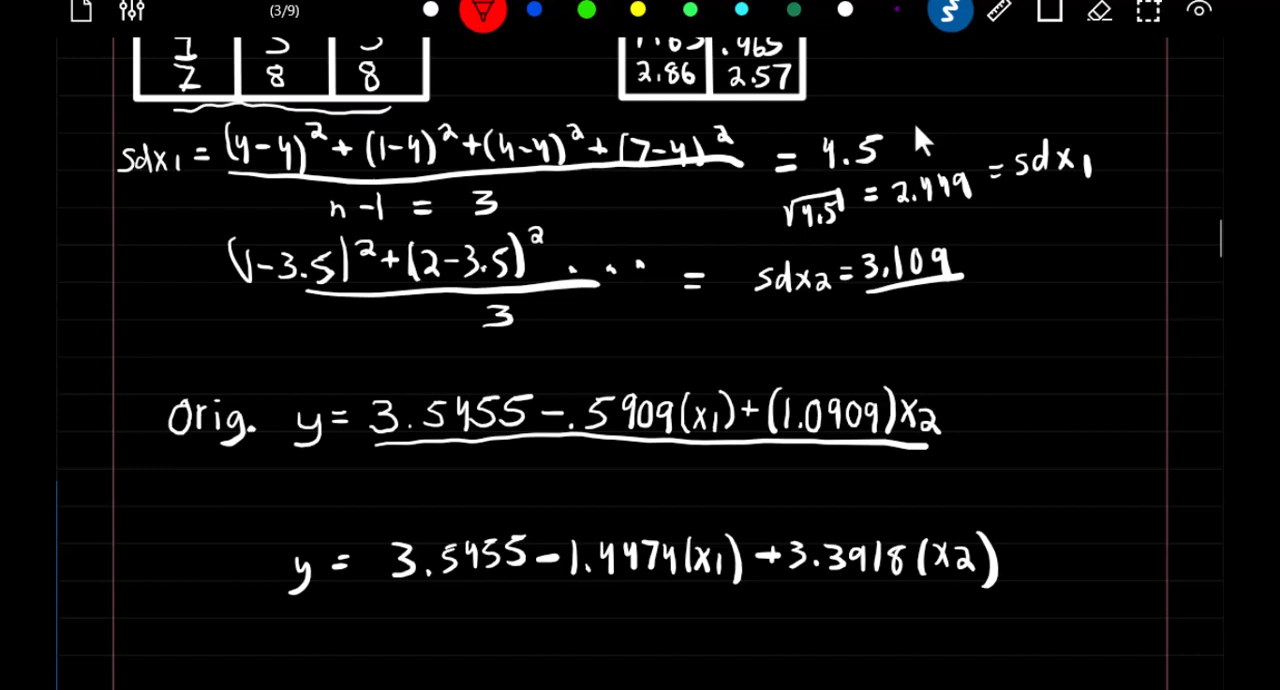 (3/9)
7 8 8
2.86 2.57
sdx1 = (4-4)² + (1-4)² + (4-4)² + (7-4)² = 4.5
n-1 = 3
√4.5 = 2.449 = sdx1
(1-3.5)² + (2-3.5)² ... = sdx2 = 3.109
3
Orig. y = 3.5455 - .5909(x1) + (1.0909)x2
y = 3.5455 - 1.4474(x1) + 3.3918(x2)